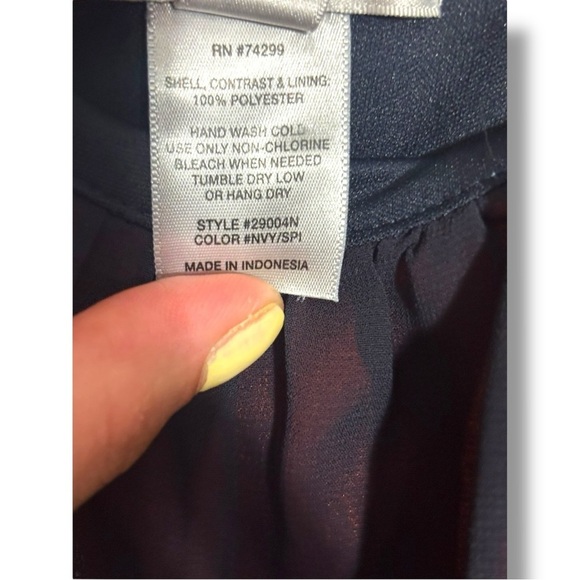 RN #74299
SHELL, CONTRAST & LINING:
100% POLYESTER
HAND WASH COLD
USE ONLY NON-CHLORINE
BLEACH WHEN NEEDED
TUMBLE DRY LOW
OR HANG DRY
STYLE #29004N
COLOR #NVY/SPI
MADE IN INDONESIA